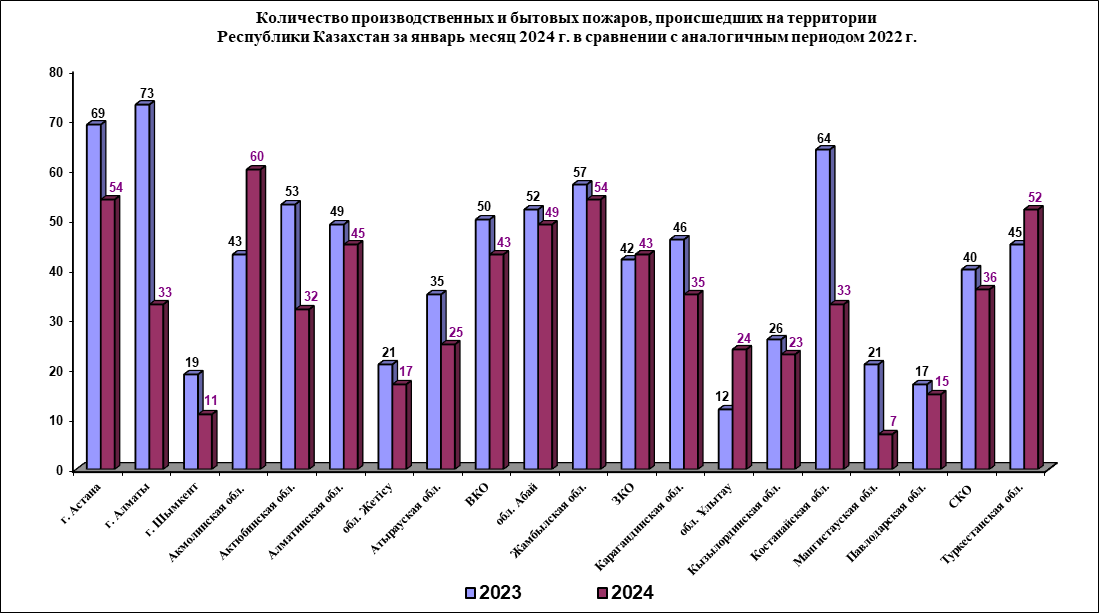 Количество производственных и бытовых пожаров, происшедших на территории
Республики Казахстан за январь месяц 2024 г. в сравнении с аналогичным периодом 2022 г.
80
70
60
50
40
30
20
10
0
69 54
73 33
19 11
43 60
53 32
49 45
21 17
35 25
50 43
52 49
57 54
42 43
46 35
12 24
26 23
64 33
21 7
17 15
40 36
45 52
г. Астана
г. Алматы
г. Шымкент
Акмолинская обл.
Актюбинская обл.
Алматинская обл.
обл. Жетісу
Атырауская обл.
ВКО
обл. Абай
Жамбылская обл.
ЗКО
Карагандинская обл.
обл. Ұлытау
Кызылординская обл.
Костанайская обл.
Мангистауская обл.
Павлодарская обл.
СКО
Туркестанская обл.
2023 2024